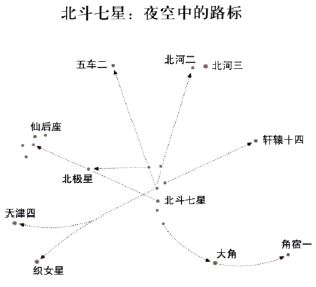 北斗七星：夜空中的路标
五车二
北河二
北河三
仙后座
轩辕十四
北极星
北斗七星
天津四
织女星
大角
角宿一